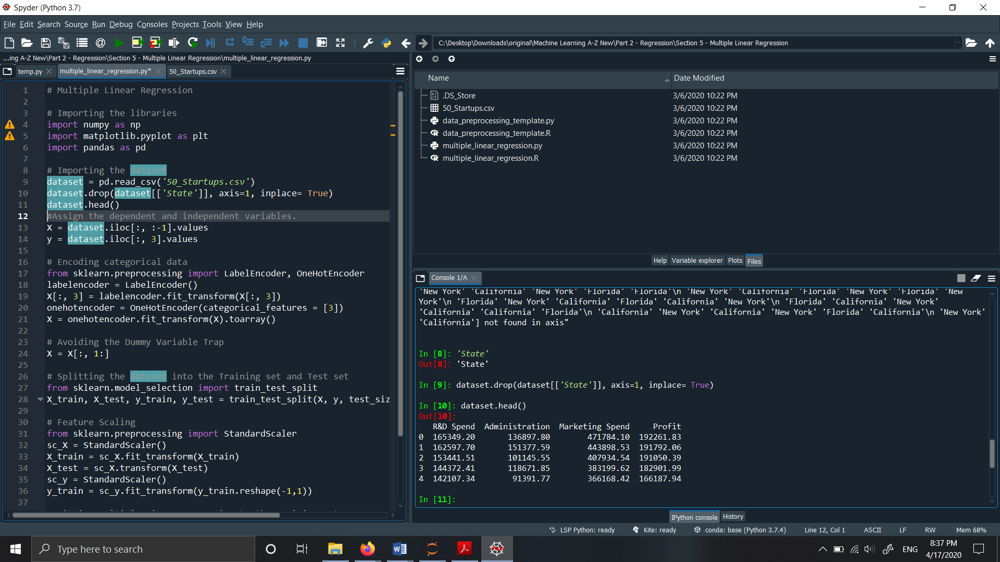 Spyder (Python 3.7)
File Edit Search Source Run Debug Consoles Projects Tools View Help
C:\Desktop\Downloads\original\Machine Learning A-Z New\Part 2 - Regression\Section 5 - Multiple Linear Regression
...ing A-Z New\Part 2 - Regression\Section 5 - Multiple Linear Regression\multiple_linear_regression.py
temp.py multiple_linear_regression.py* 50_Startups.csv
1 # Multiple Linear Regression
2
3 # Importing the libraries
4 import numpy as np
5 import matplotlib.pyplot as plt
6 import pandas as pd
7
8 # Importing the dataset
9 dataset = pd.read_csv('50_Startups.csv')
10 dataset.drop(dataset[['State']], axis=1, inplace= True)
11 dataset.head()
12 #Assign the dependent and independent variables.
13 X = dataset.iloc[:, :-1].values
14 y = dataset.iloc[:, 3].values
15
16 # Encoding categorical data
17 from sklearn.preprocessing import LabelEncoder, OneHotEncoder
18 labelencoder = LabelEncoder()
19 X[:, 3] = labelencoder.fit_transform(X[:, 3])
20 onehotencoder = OneHotEncoder(categorical_features = [3])
21 X = onehotencoder.fit_transform(X).toarray()
22
23 # Avoiding the Dummy Variable Trap
24 X = X[:, 1:]
25
26 # Splitting the dataset into the Training set and Test set
27 from sklearn.model_selection import train_test_split
28 X_train, X_test, y_train, y_test = train_test_split(X, y, test_siz
29
30 # Feature Scaling
31 from sklearn.preprocessing import StandardScaler
32 sc_X = StandardScaler()
33 X_train = sc_X.fit_transform(X_train)
34 X_test = sc_X.transform(X_test)
35 sc_y = StandardScaler()
36 y_train = sc_y.fit_transform(y_train.reshape(-1,1))
37
Name Date Modified
.DS_Store 3/6/2020 10:22 PM
50_Startups.csv 3/6/2020 10:22 PM
data_preprocessing_template.py 3/6/2020 10:22 PM
data_preprocessing_template.R 3/6/2020 10:22 PM
multiple_linear_regression.py 3/6/2020 10:22 PM
multiple_linear_regression.R 3/6/2020 10:22 PM
Help Variable explorer Plots Files
Console 1/A
'New York' 'California' 'New York' 'Florida' 'Florida'\n 'New York' 'California' 'Florida' 'New York' 'Florida' 'New
York'\n 'Florida' 'New York' 'California' 'Florida' 'California' 'New York'\n 'Florida' 'California' 'New York'
'California' 'California' 'Florida'\n 'California' 'New York' 'California' 'New York' 'Florida' 'California'\n 'New York'
'California'] not found in axis"
In [8]: 'State'
Out[8]: 'State'
In [9]: dataset.drop(dataset[['State']], axis=1, inplace= True)
In [10]: dataset.head()
Out[10]:
R&D Spend Administration Marketing Spend Profit
0 165349.20 136897.80 471784.10 192261.83
1 162597.70 151377.59 443898.53 191792.06
2 153441.51 101145.55 407934.54 191050.39
3 144372.41 118671.85 383199.62 182901.99
4 142107.34 91391.77 366168.42 166187.94
In [11]:
IPython console History
LSP Python: ready Kite: ready conda: base (Python 3.7.4) Line 12, Col 1 ASCII LF RW Mem 68%
Type here to search
ENG
8:37 PM
4/17/2020